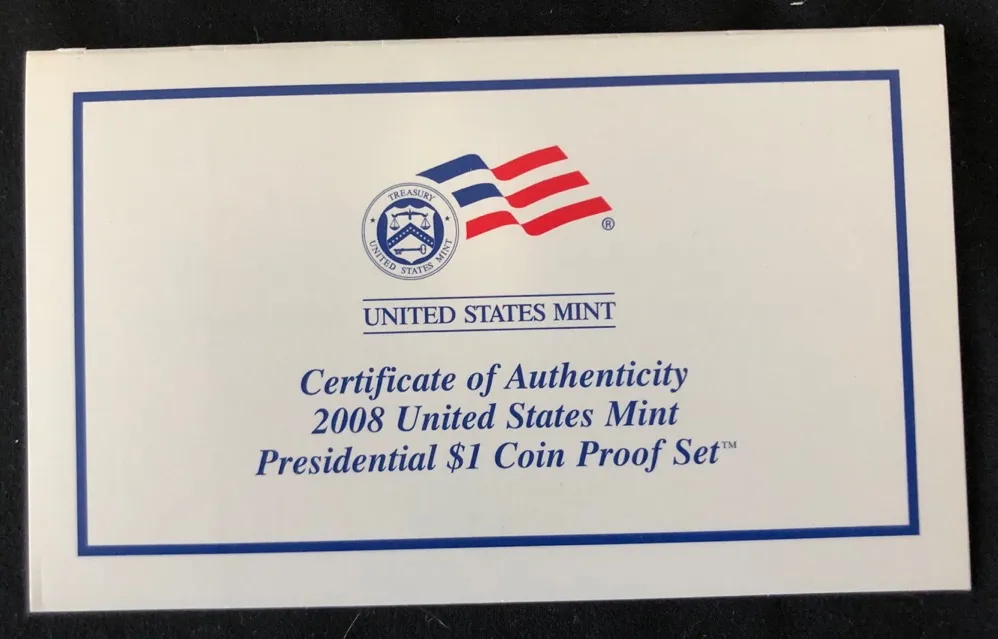 TREASURY
UNITED STATES MINT
®
UNITED STATES MINT
Certificate of Authenticity
2008 United States Mint
Presidential $1 Coin Proof Set™